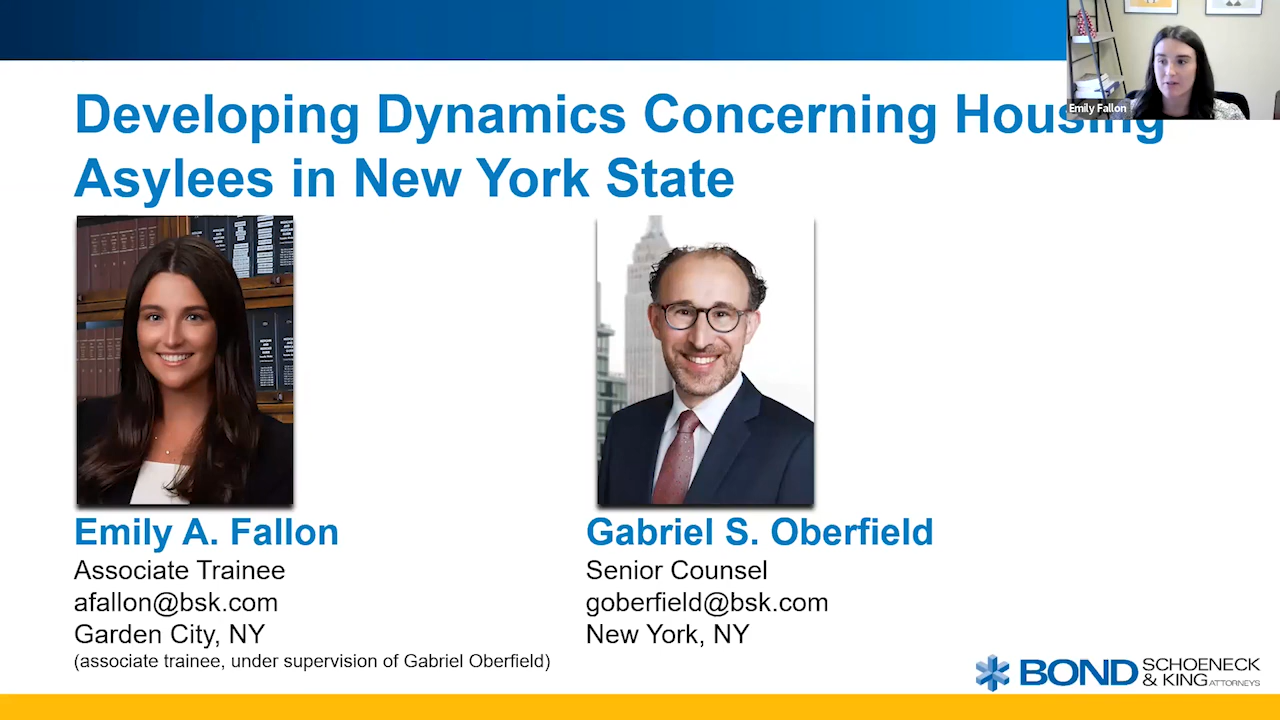 Emily Fallon
Developing Dynamics Concerning Housing
Asylees in New York State
Emily A. Fallon
Associate Trainee
afallon@bsk.com
Garden City, NY
(associate trainee, under supervision of Gabriel Oberfield)
Gabriel S. Oberfield
Senior Counsel
goberfield@bsk.com
New York, NY
BOND SCHOENECK
& KING ATTORNEYS